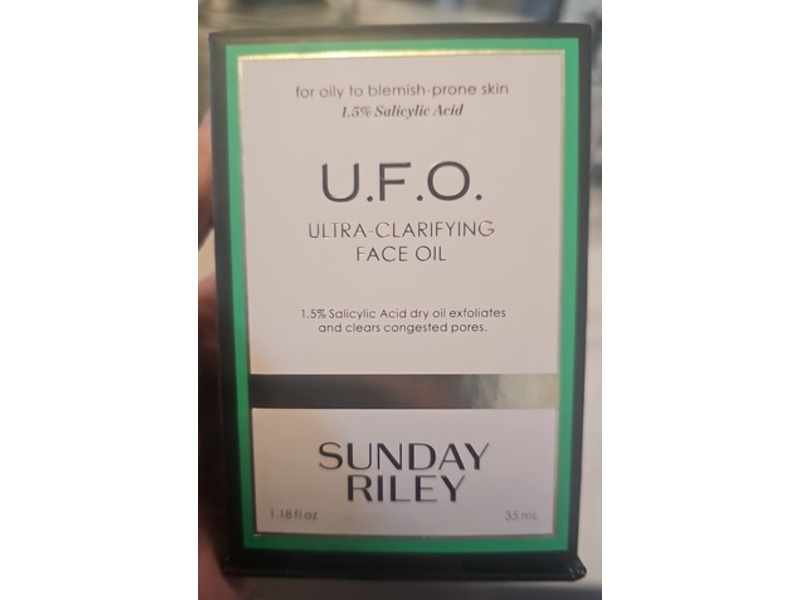 for oily to blemish-prone skin
1.5% Salicylic Acid
U.F.O.
ULTRA-CLARIFYING
FACE OIL
1.5% Salicylic Acid dry oil exfoliates
and clears congested pores.
SUNDAY
RILEY
1.18 fl oz
35 mL